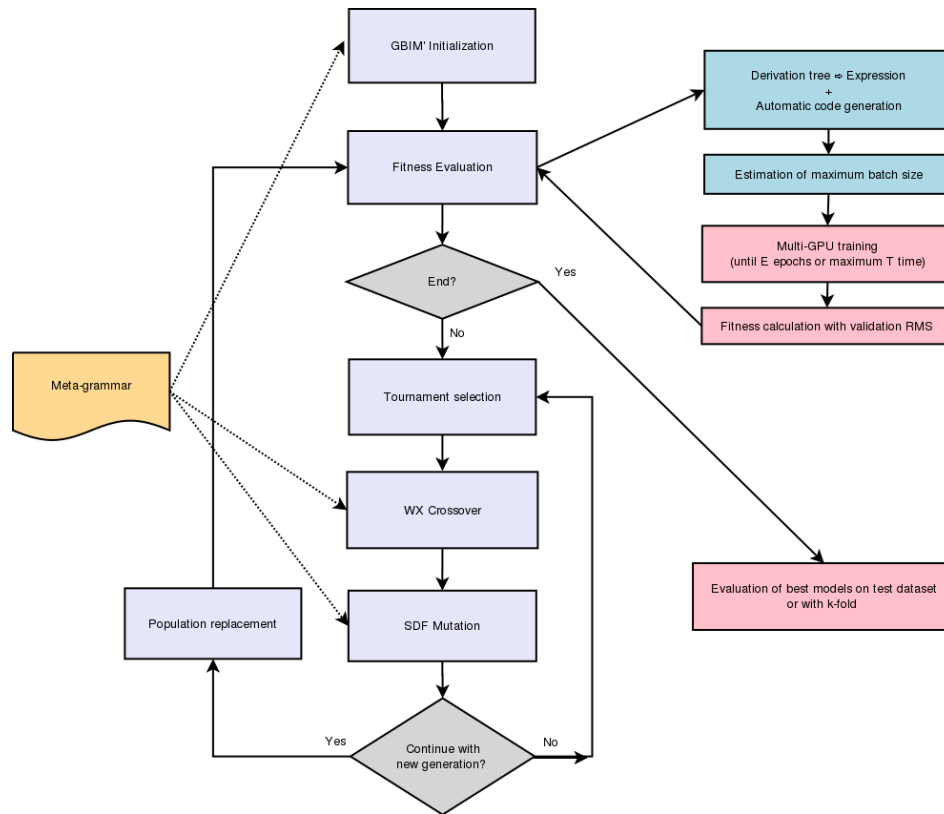 GBIM' Initialization
Derivation tree ⇨ Expression
+
Automatic code generation
Fitness Evaluation
Estimation of maximum batch size
Multi-GPU training
(until E epochs or maximum T time)
End?
Yes
Fitness calculation with validation RMS
No
Meta-grammar
Tournament selection
WX Crossover
Evaluation of best models on test dataset
or with k-fold
Population replacement
SDF Mutation
Yes
Continue with
new generation?
No